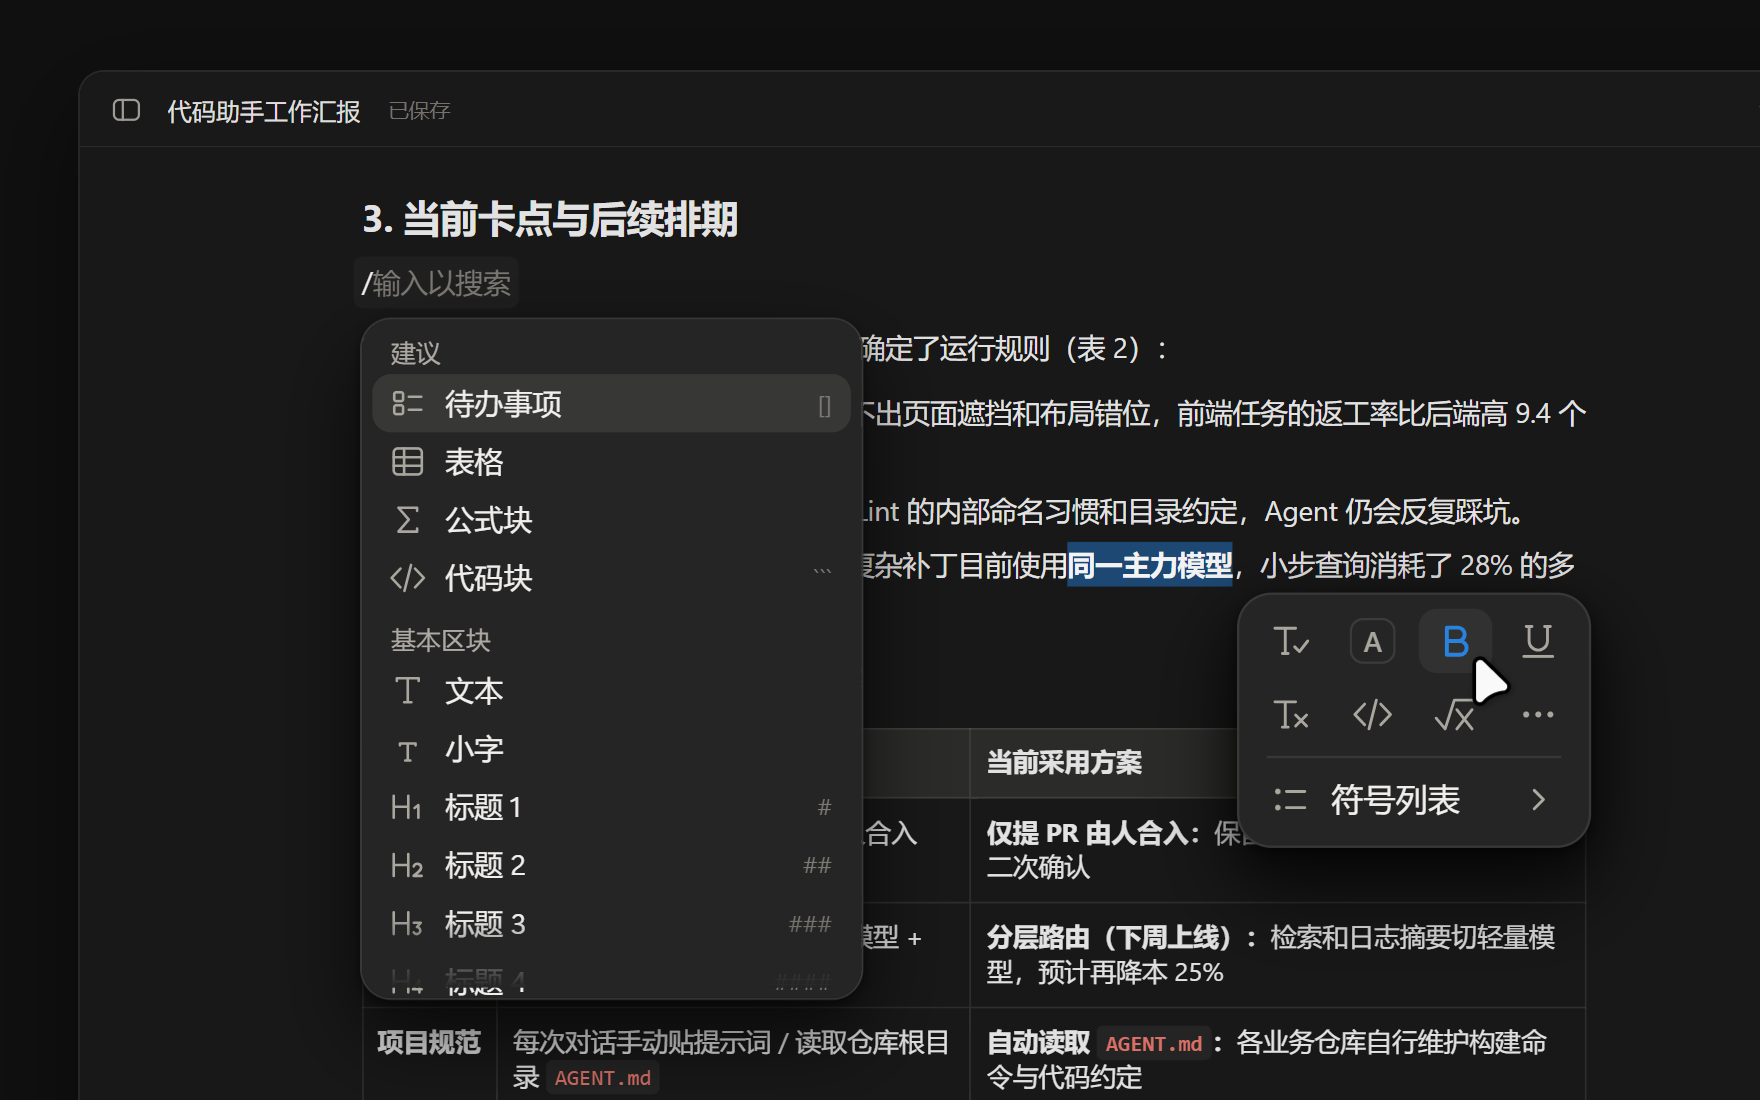 代码助手工作汇报 已保存
3. 当前卡点与后续排期
/输入以搜索
确定了运行规则（表 2）：
出页面遮挡和布局错位，前端任务的返工率比后端高 9.4 个
int 的内部命名习惯和目录约定，Agent 仍会反复踩坑。
杂补丁目前使用同一主力模型，小步查询消耗了 28% 的多
建议
待办事项 []
表格
公式块
代码块 ```
基本区块
文本
小字
标题 1 #
标题 2 ##
标题 3 ###
标题 4 ####
A B U
符号列表
当前采用方案
合入
仅提 PR 由人合入：保
二次确认
型 +
分层路由（下周上线）：检索和日志摘要切轻量模
型，预计再降本 25%
项目规范
每次对话手动贴提示词 / 读取仓库根目
录 AGENT.md
自动读取 AGENT.md：各业务仓库自行维护构建命
令与代码约定